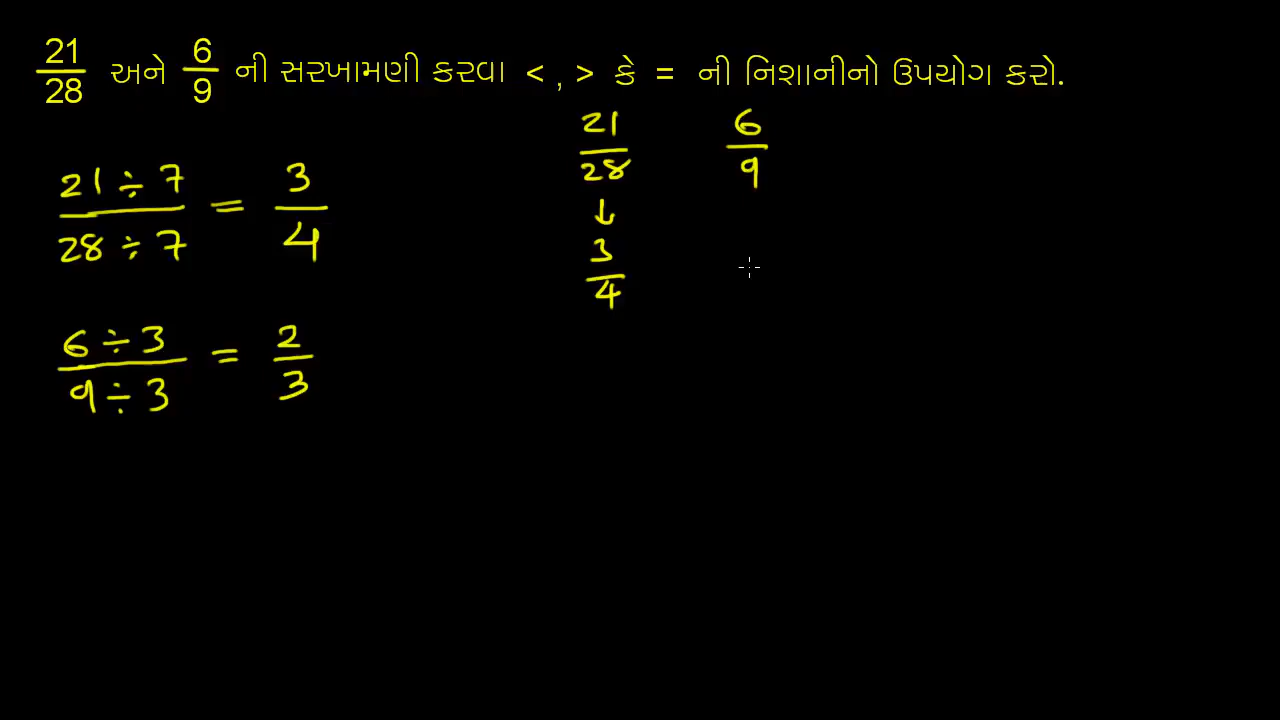 21/28 અને 6/9 ની સરખામણી કરવા < , > કે = ની નિશાનીનો ઉપયોગ કરો.
21 ÷ 7 / 28 ÷ 7 = 3/4
6 ÷ 3 / 9 ÷ 3 = 2/3
21/28 6/9
↓
3/4